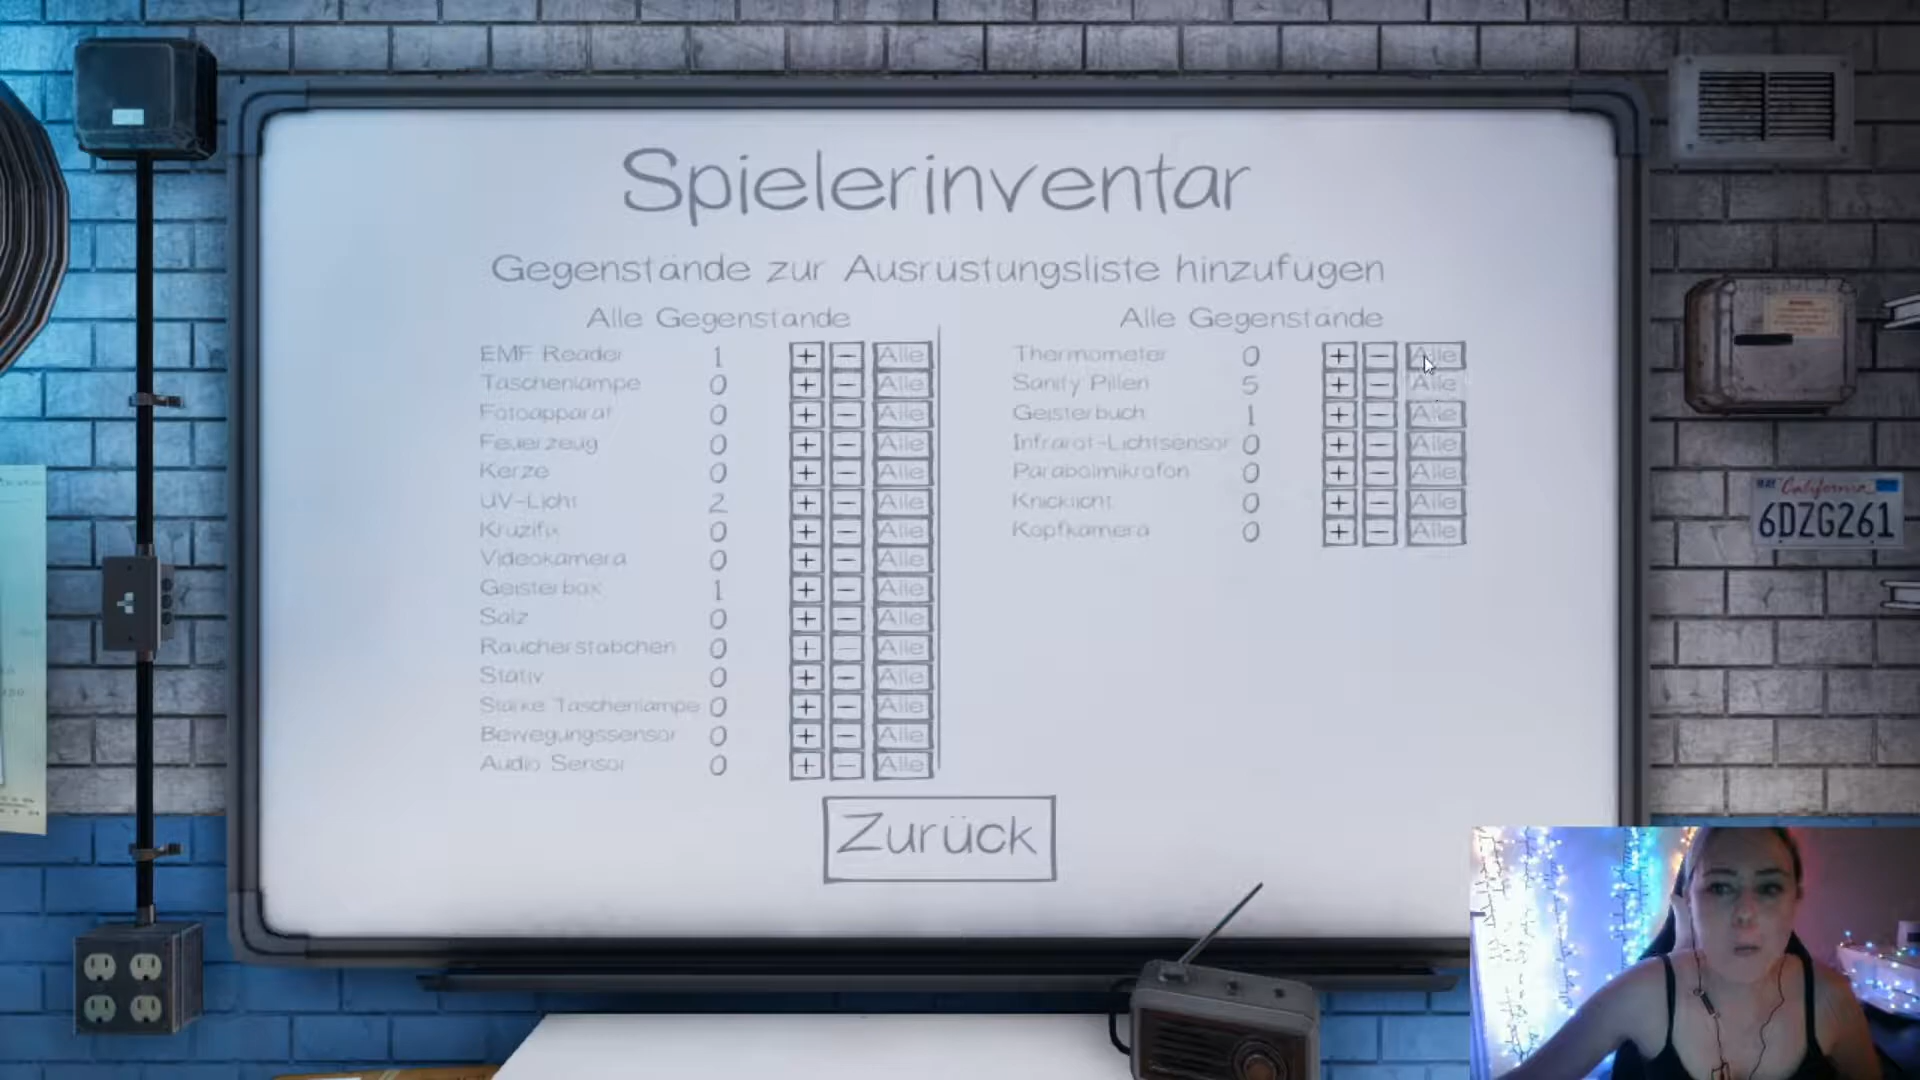 Spielerinventar
Gegenstände zur Ausrüstungsliste hinzufügen
Alle Gegenstände
EMF Reader 1 + - Alle
Taschenlampe 0 + - Alle
Fotoapparat 0 + - Alle
Feuerzeug 0 + - Alle
Kerze 0 + - Alle
UV-Licht 2 + - Alle
Kruzifix 0 + - Alle
Videokamera 0 + - Alle
Geisterbox 1 + - Alle
Salz 0 + - Alle
Räucherstäbchen 0 + - Alle
Stativ 0 + - Alle
Starke Taschenlampe 0 + - Alle
Bewegungssensor 0 + - Alle
Audio Sensor 0 + - Alle
Alle Gegenstände
Thermometer 0 + - Alle
Sanity Pillen 5 + - Alle
Geisterbuch 1 + - Alle
Infrarot-Lichtsensor 0 + - Alle
Parabolmikrofon 0 + - Alle
Knicklicht 0 + - Alle
Kopfkamera 0 + - Alle
Zurück
California
6DZG261